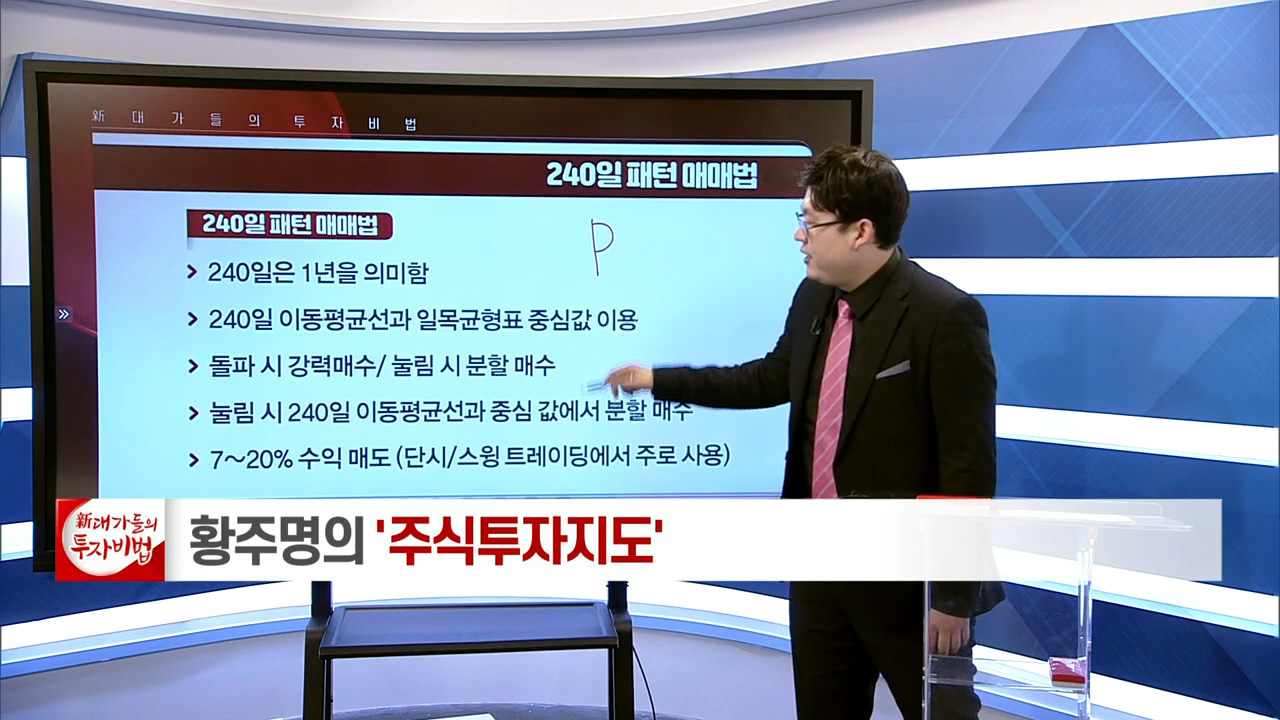 新 대 가 들 의 투 자 비 법
240일 패턴 매매법
240일 패턴 매매법
P
240일은 1년을 의미함
240일 이동평균선과 일목균형표 중심값 이용
돌파 시 강력매수/ 눌림 시 분할 매수
눌림 시 240일 이동평균선과 중심 값에서 분할 매수
7~20% 수익 매도 (단시/스윙 트레이딩에서 주로 사용)
新대가들의
투자비법
황주명의 '주식투자지도'